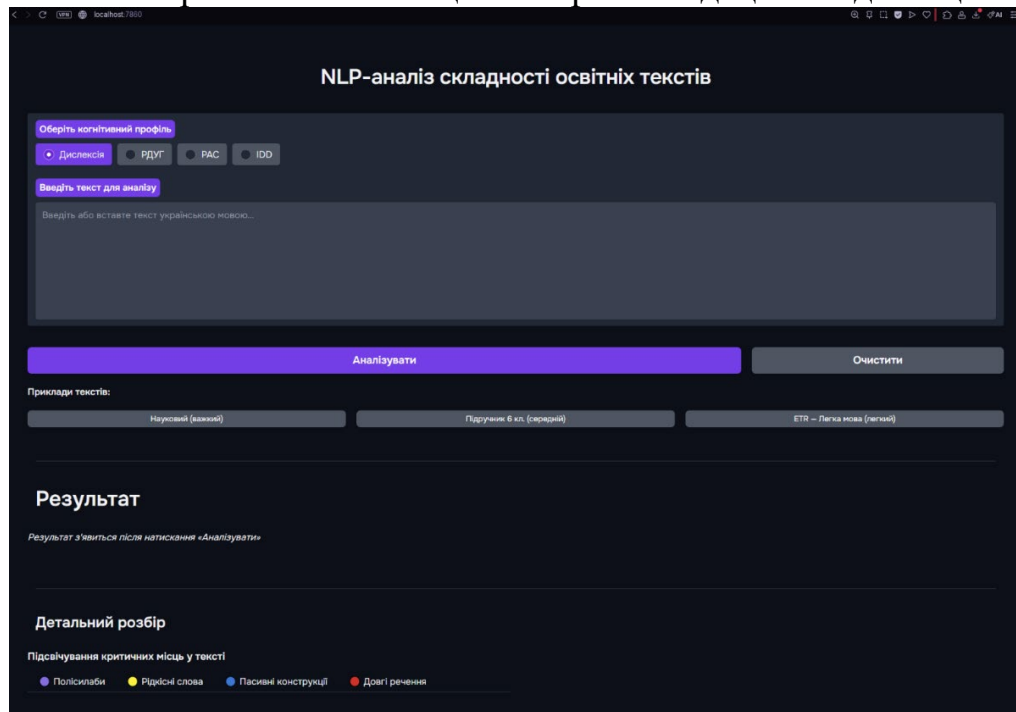 VPN localhost:7860 AI
NLP-аналіз складності освітніх текстів
Оберіть когнітивний профіль
Дислексія РДУГ РАС IDD
Введіть текст для аналізу
Введіть або вставте текст українською мовою...
Аналізувати Очистити
Приклади текстів:
Науковий (важкий) Підручник 6 кл. (середній) ETR – Легка мова (легкий)
Результат
Результат з'явиться після натискання «Аналізувати»
Детальний розбір
Підсвічування критичних місць у тексті
Полісилаби Рідкісні слова Пасивні конструкції Довгі речення